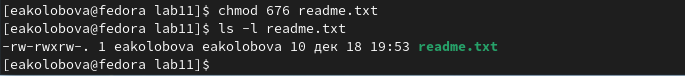 [eakolobova@fedora lab11]$ chmod 676 readme.txt
[eakolobova@fedora lab11]$ ls -l readme.txt
-rw-rwxrw-. 1 eakolobova eakolobova 10 дек 18 19:53 readme.txt
[eakolobova@fedora lab11]$